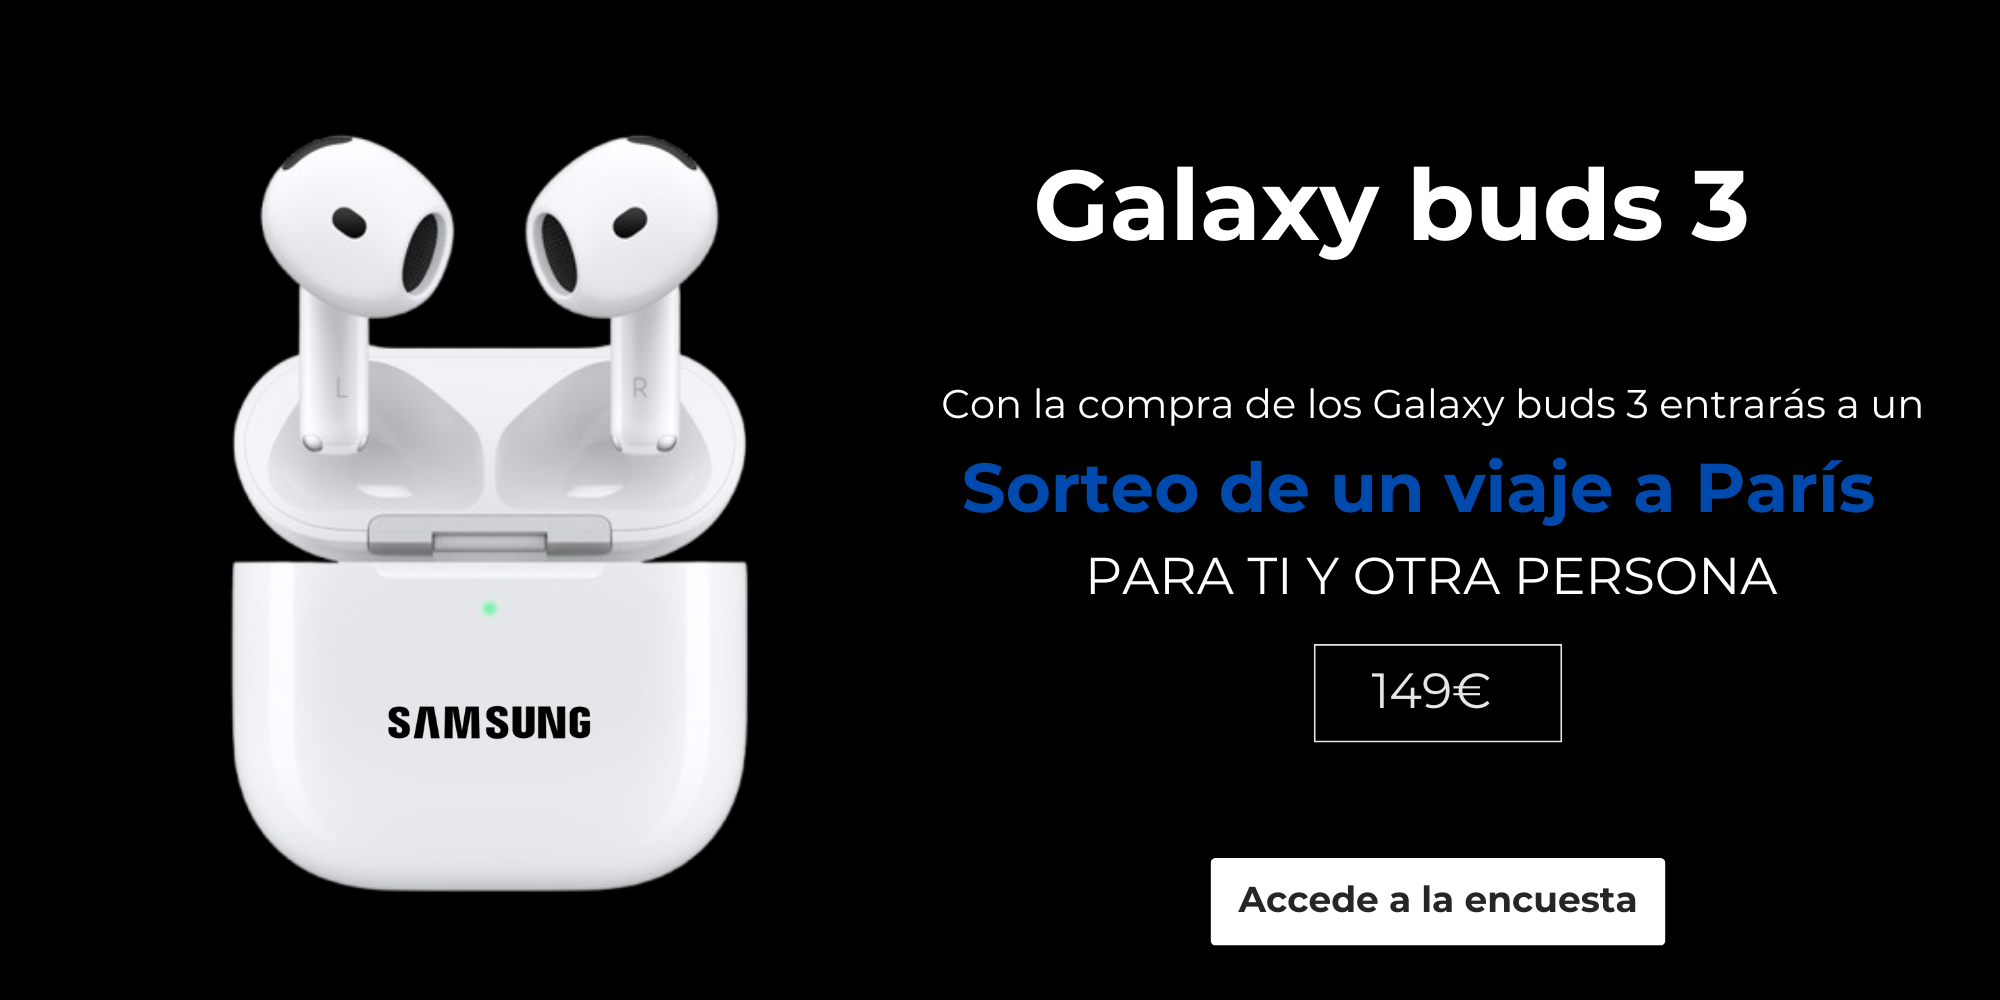 L
R
SAMSUNG
Galaxy buds 3
Con la compra de los Galaxy buds 3 entrarás a un
Sorteo de un viaje a París
PARA TI Y OTRA PERSONA
149€
Accede a la encuesta